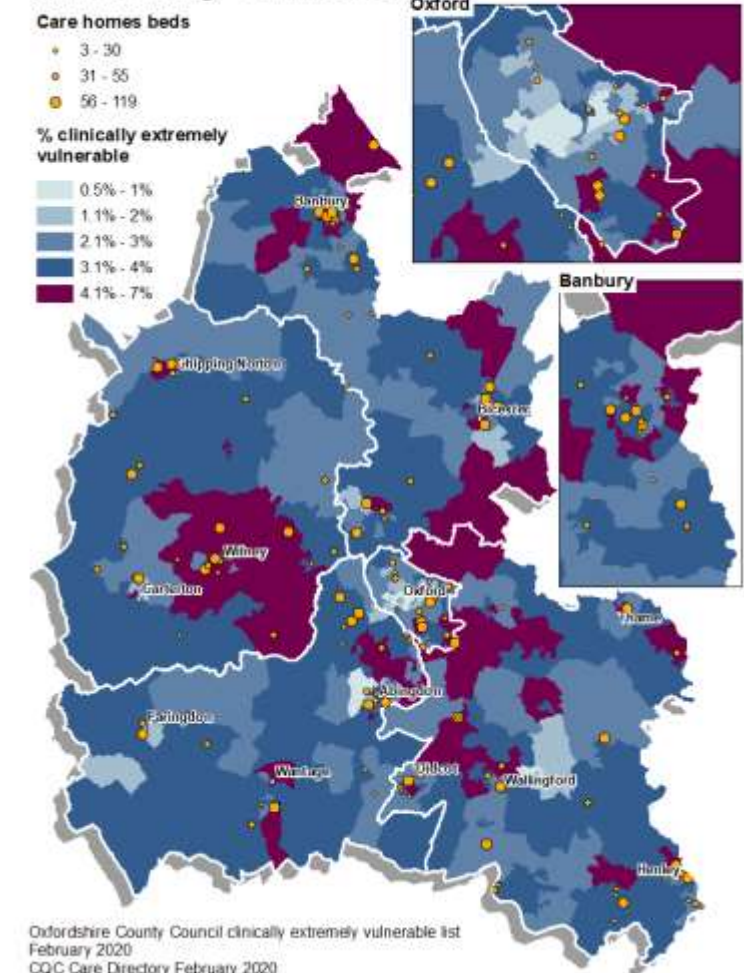 Oxford
Care homes beds
3 - 30
31 - 55
56 - 119
% clinically extremely
vulnerable
0.5% - 1%
1.1% - 2%
2.1% - 3%
3.1% - 4%
4.1% - 7%
Banbury
Banbury
Chipping Norton
Bicester
Witney
Carterton
Oxford
Thame
Abingdon
Faringdon
Wantage
Didcot
Wallingford
Henley
Oxfordshire County Council clinically extremely vulnerable list
February 2020
CQC Care Directory February 2020